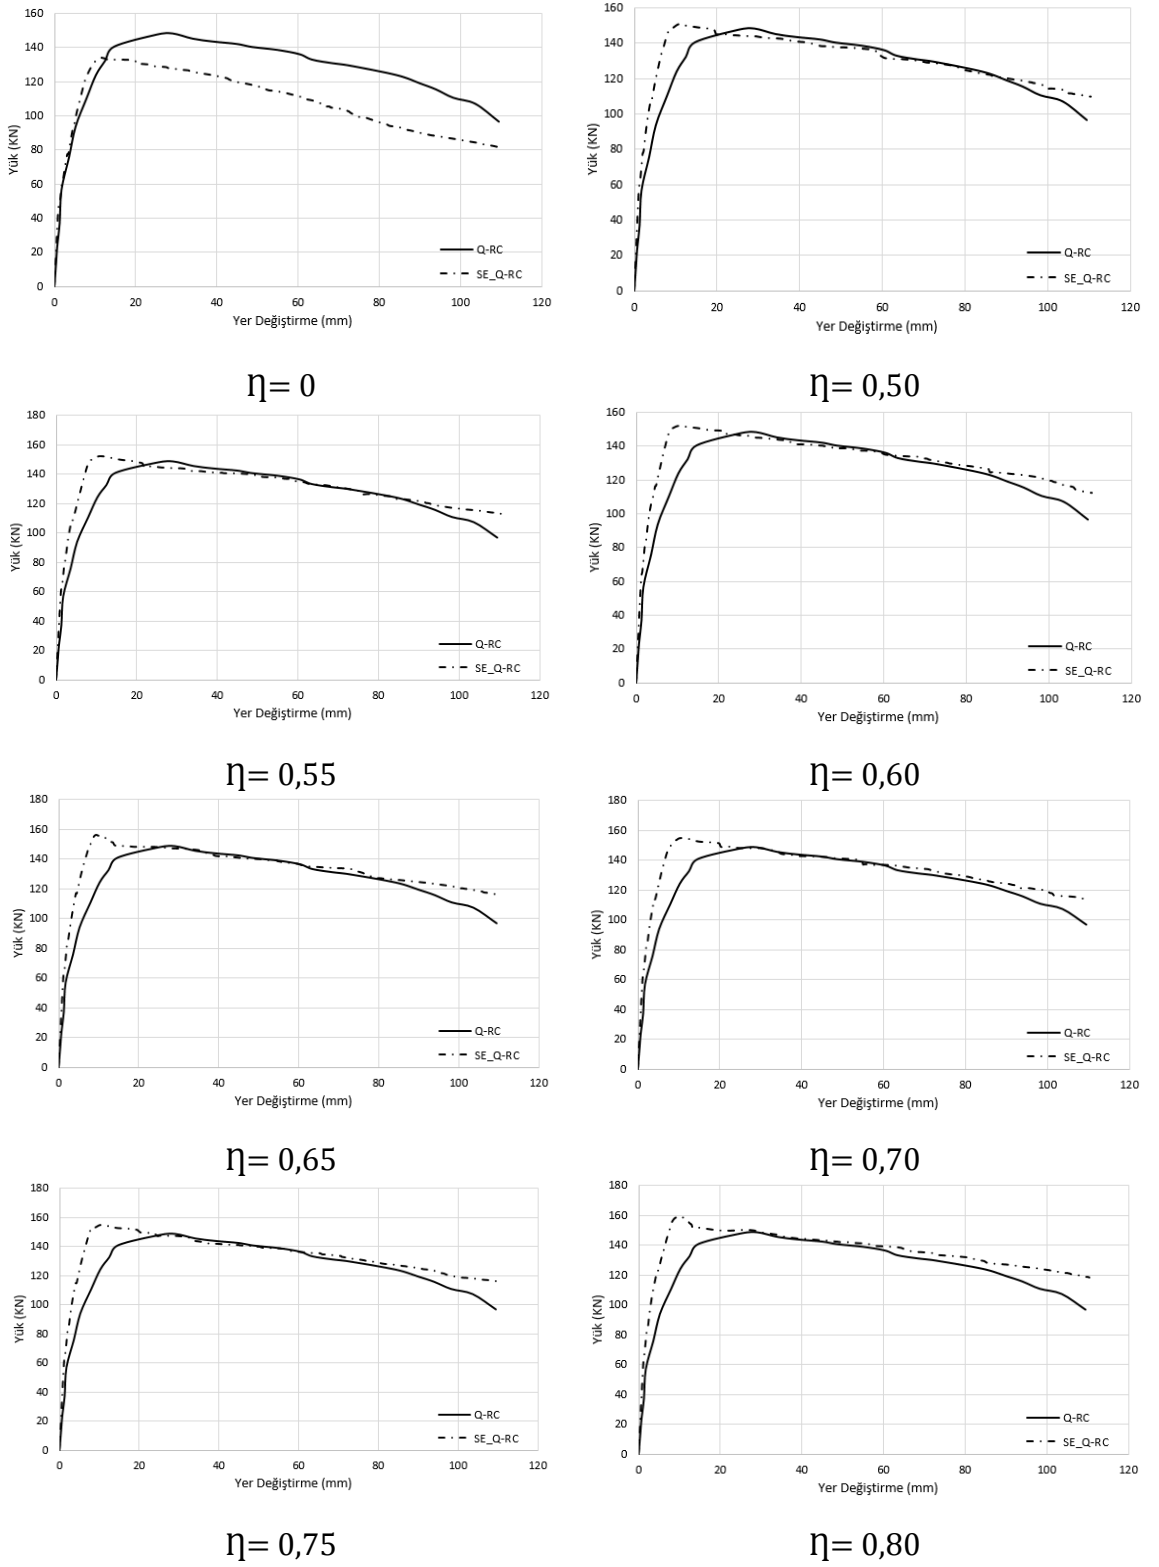 160
140
120
100
80
60
40
20
0
Yük (KN)
Q-RC
SE_Q-RC
0 20 40 60 80 100 120
Yer Değiştirme (mm)
Ƞ= 0
160
140
120
100
80
60
40
20
0
Yük (KN)
Q-RC
SE_Q-RC
0 20 40 60 80 100 120
Yer Değiştirme (mm)
Ƞ= 0,50
180
160
140
120
100
80
60
40
20
0
Yük (KN)
Q-RC
SE_Q-RC
0 20 40 60 80 100 120
Yer Değiştirme (mm)
Ƞ= 0,55
160
140
120
100
80
60
40
20
0
Yük (KN)
Q-RC
SE_Q-RC
0 20 40 60 80 100 120
Yer Değiştirme (mm)
Ƞ= 0,60
180
160
140
120
100
80
60
40
20
0
Yük (KN)
Q-RC
SE_Q-RC
0 20 40 60 80 100 120
Yer Değiştirme (mm)
Ƞ= 0,65
180
160
140
120
100
80
60
40
20
0
Yük (KN)
Q-RC
SE_Q-RC
0 20 40 60 80 100 120
Yer Değiştirme (mm)
Ƞ= 0,70
180
160
140
120
100
80
60
40
20
0
Yük (KN)
Q-RC
SE_Q-RC
0 20 40 60 80 100 120
Yer Değiştirme (mm)
Ƞ= 0,75
180
160
140
120
100
80
60
40
20
0
Yük (KN)
Q-RC
SE_Q-RC
0 20 40 60 80 100 120
Yer Değiştirme (mm)
Ƞ= 0,80